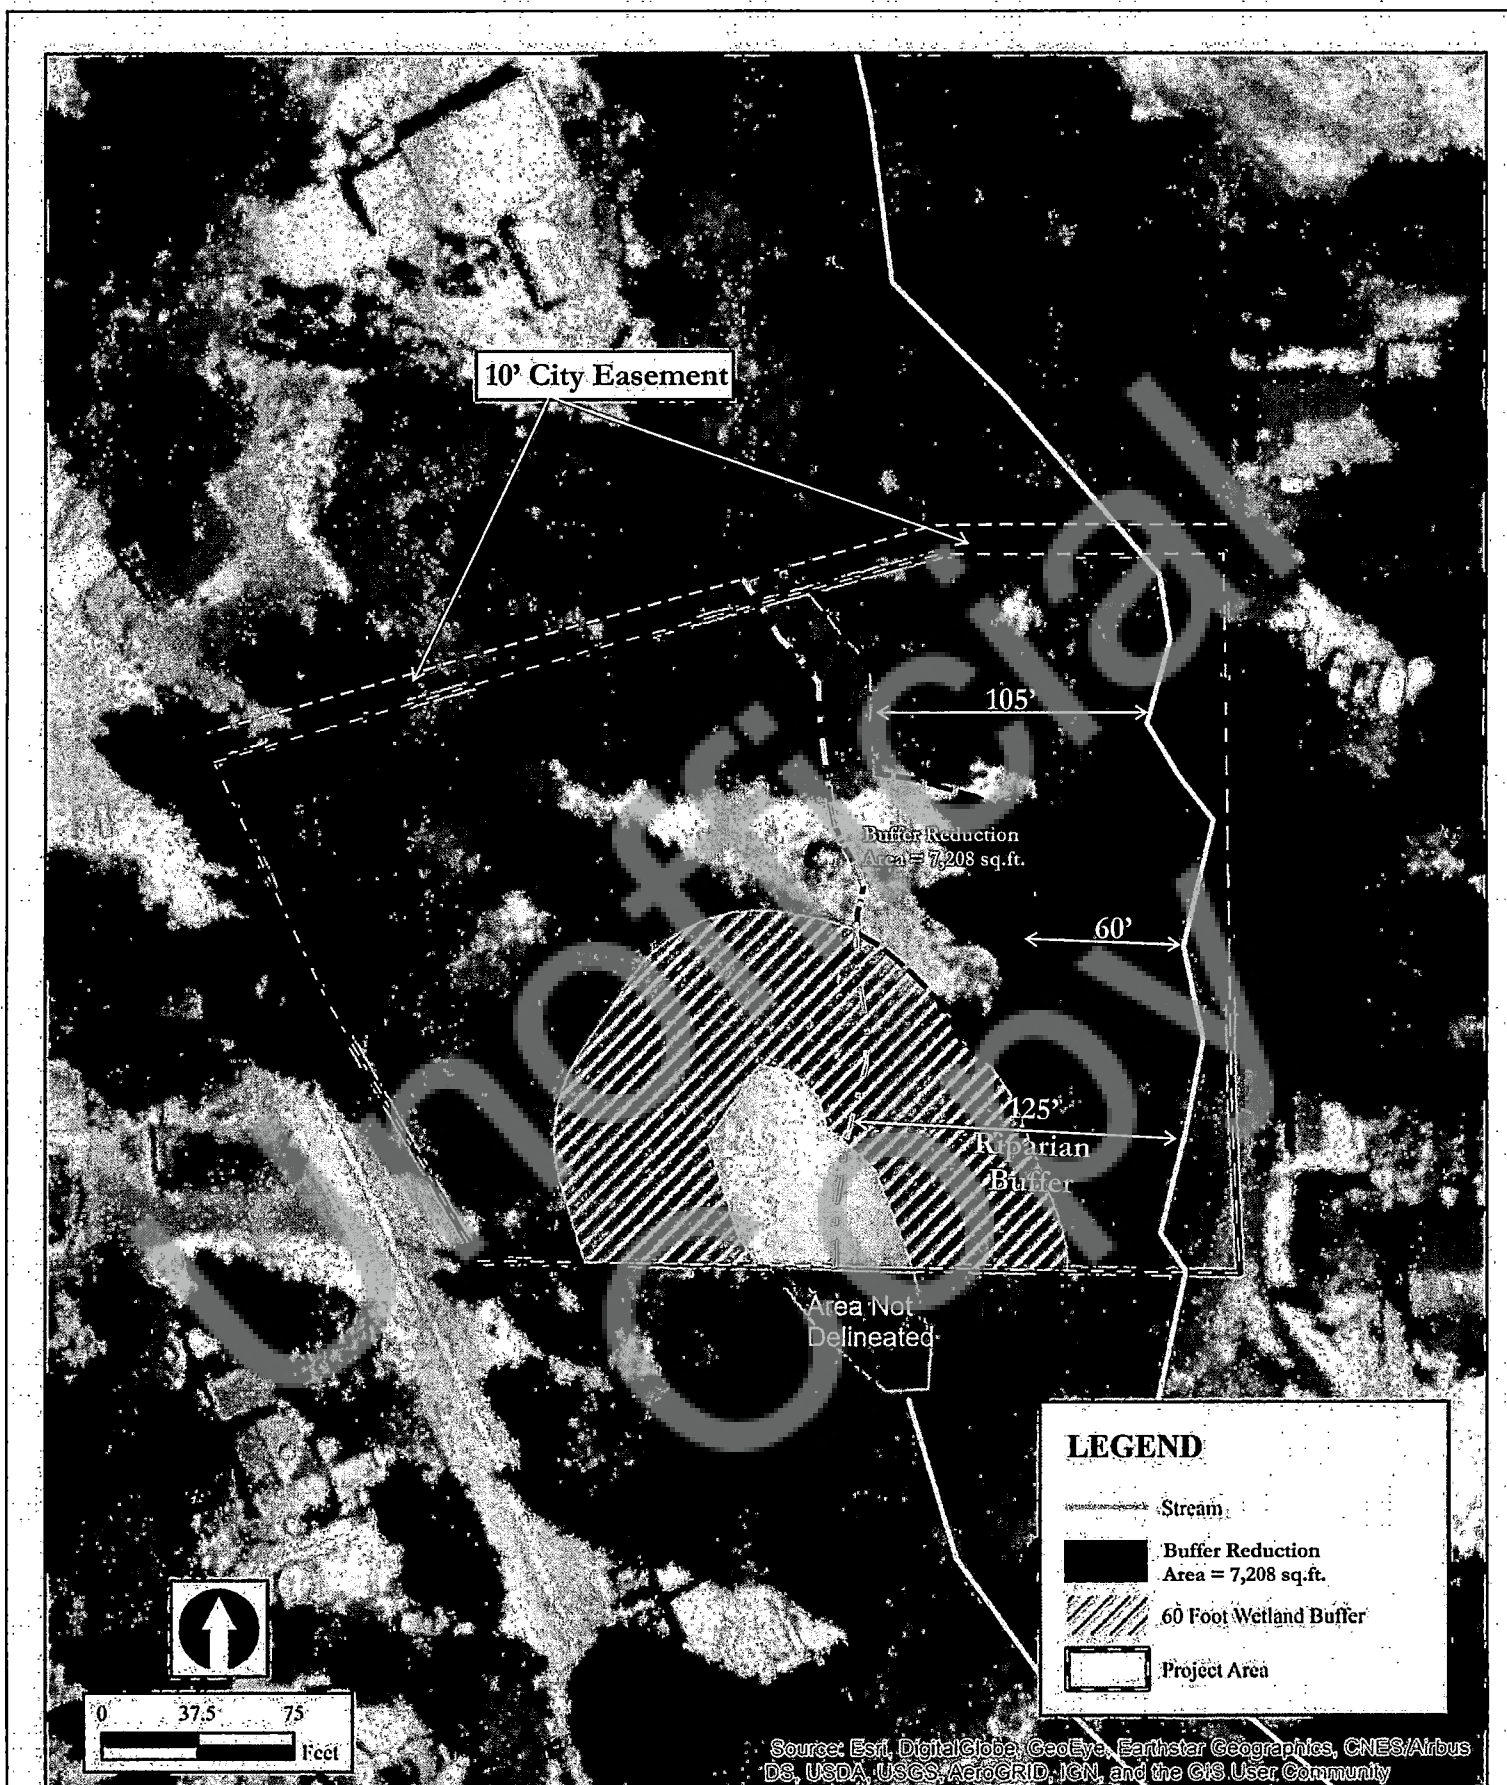 10' City Easement
105'
Buffer Reduction
Area = 7,208 sq.ft.
60'
125'
Riparian
Buffer
Area Not
Delineated
LEGEND
Stream
Buffer Reduction
Area = 7,208 sq.ft.
60 Foot Wetland Buffer
Project Area
0 37.5 75
Feet
Source: Esri, DigitalGlobe, GeoEye, Earthstar Geographics, CNES/Airbus
DS, USDA, USGS, AeroGRID, IGN, and the GIS User Community
Unofficial
Copy